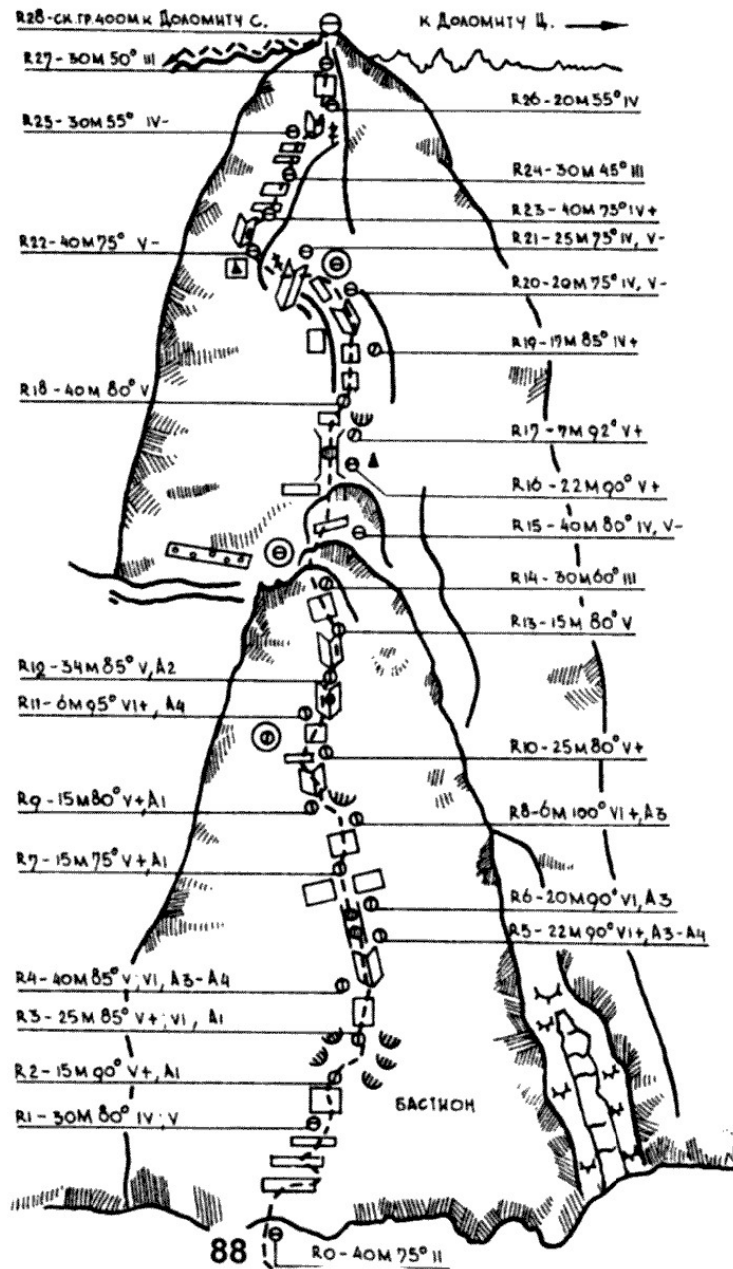 R28-СК.ГР.400М К ДОЛОМИТУ С.
К ДОЛОМИТУ Ц.
R27-30М 50° III
R26-20М 55° IV
R25-30М 55° IV-
R24-30М 45° III
R23-40М 75° IV+
R22-40М 75° V-
R21-25М 75° IV, V-
R20-20М 75° IV, V-
R19-17М 85° IV+
R18-40М 80° V
R17-7М 92° V+
R16-22М 90° V+
R15-40М 80° IV, V-
R14-30М 60° III
R13-15М 80° V
R12-34М 85° V, A2
R11-6М 95° VI+, A4
R10-25М 80° V+
R9-15М 80° V+, A1
R8-6М 100° VI+, A3
R7-15М 75° V+, A1
R6-20М 90° VI, A3
R5-22М 90° VI+, A3-A4
R4-40М 85° V; VI, A3-A4
R3-25М 85° V+; VI, A1
R2-15М 90° V+, A1
БАСТИОН
R1-30М 80° IV; V
88
R0-40М 75° II